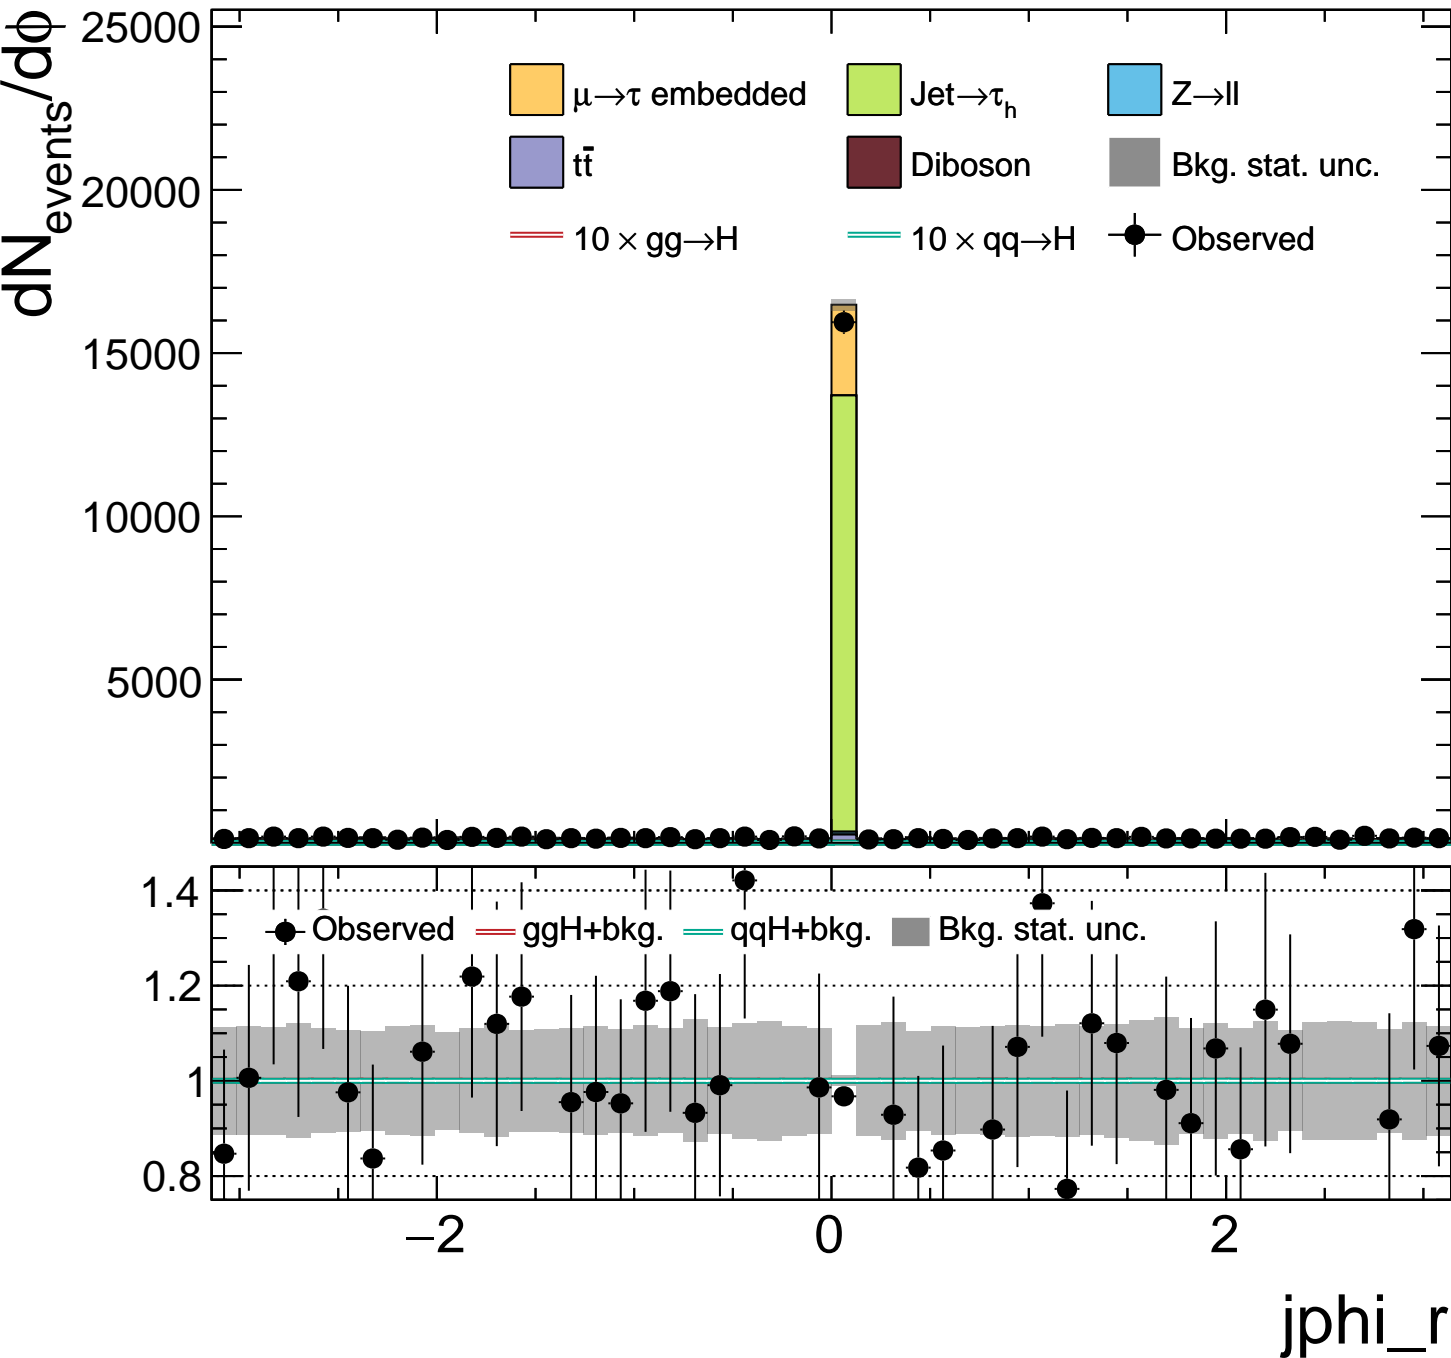 dN_events/dϕ
25000
20000
15000
10000
5000
μ→τ embedded
Jet→τ_h
Z→ll
tt̄
Diboson
Bkg. stat. unc.
10 × gg→H
10 × qq→H
Observed
1.4
1.2
1
0.8
Observed
ggH+bkg.
qqH+bkg.
Bkg. stat. unc.
−2
0
2
jphi_r